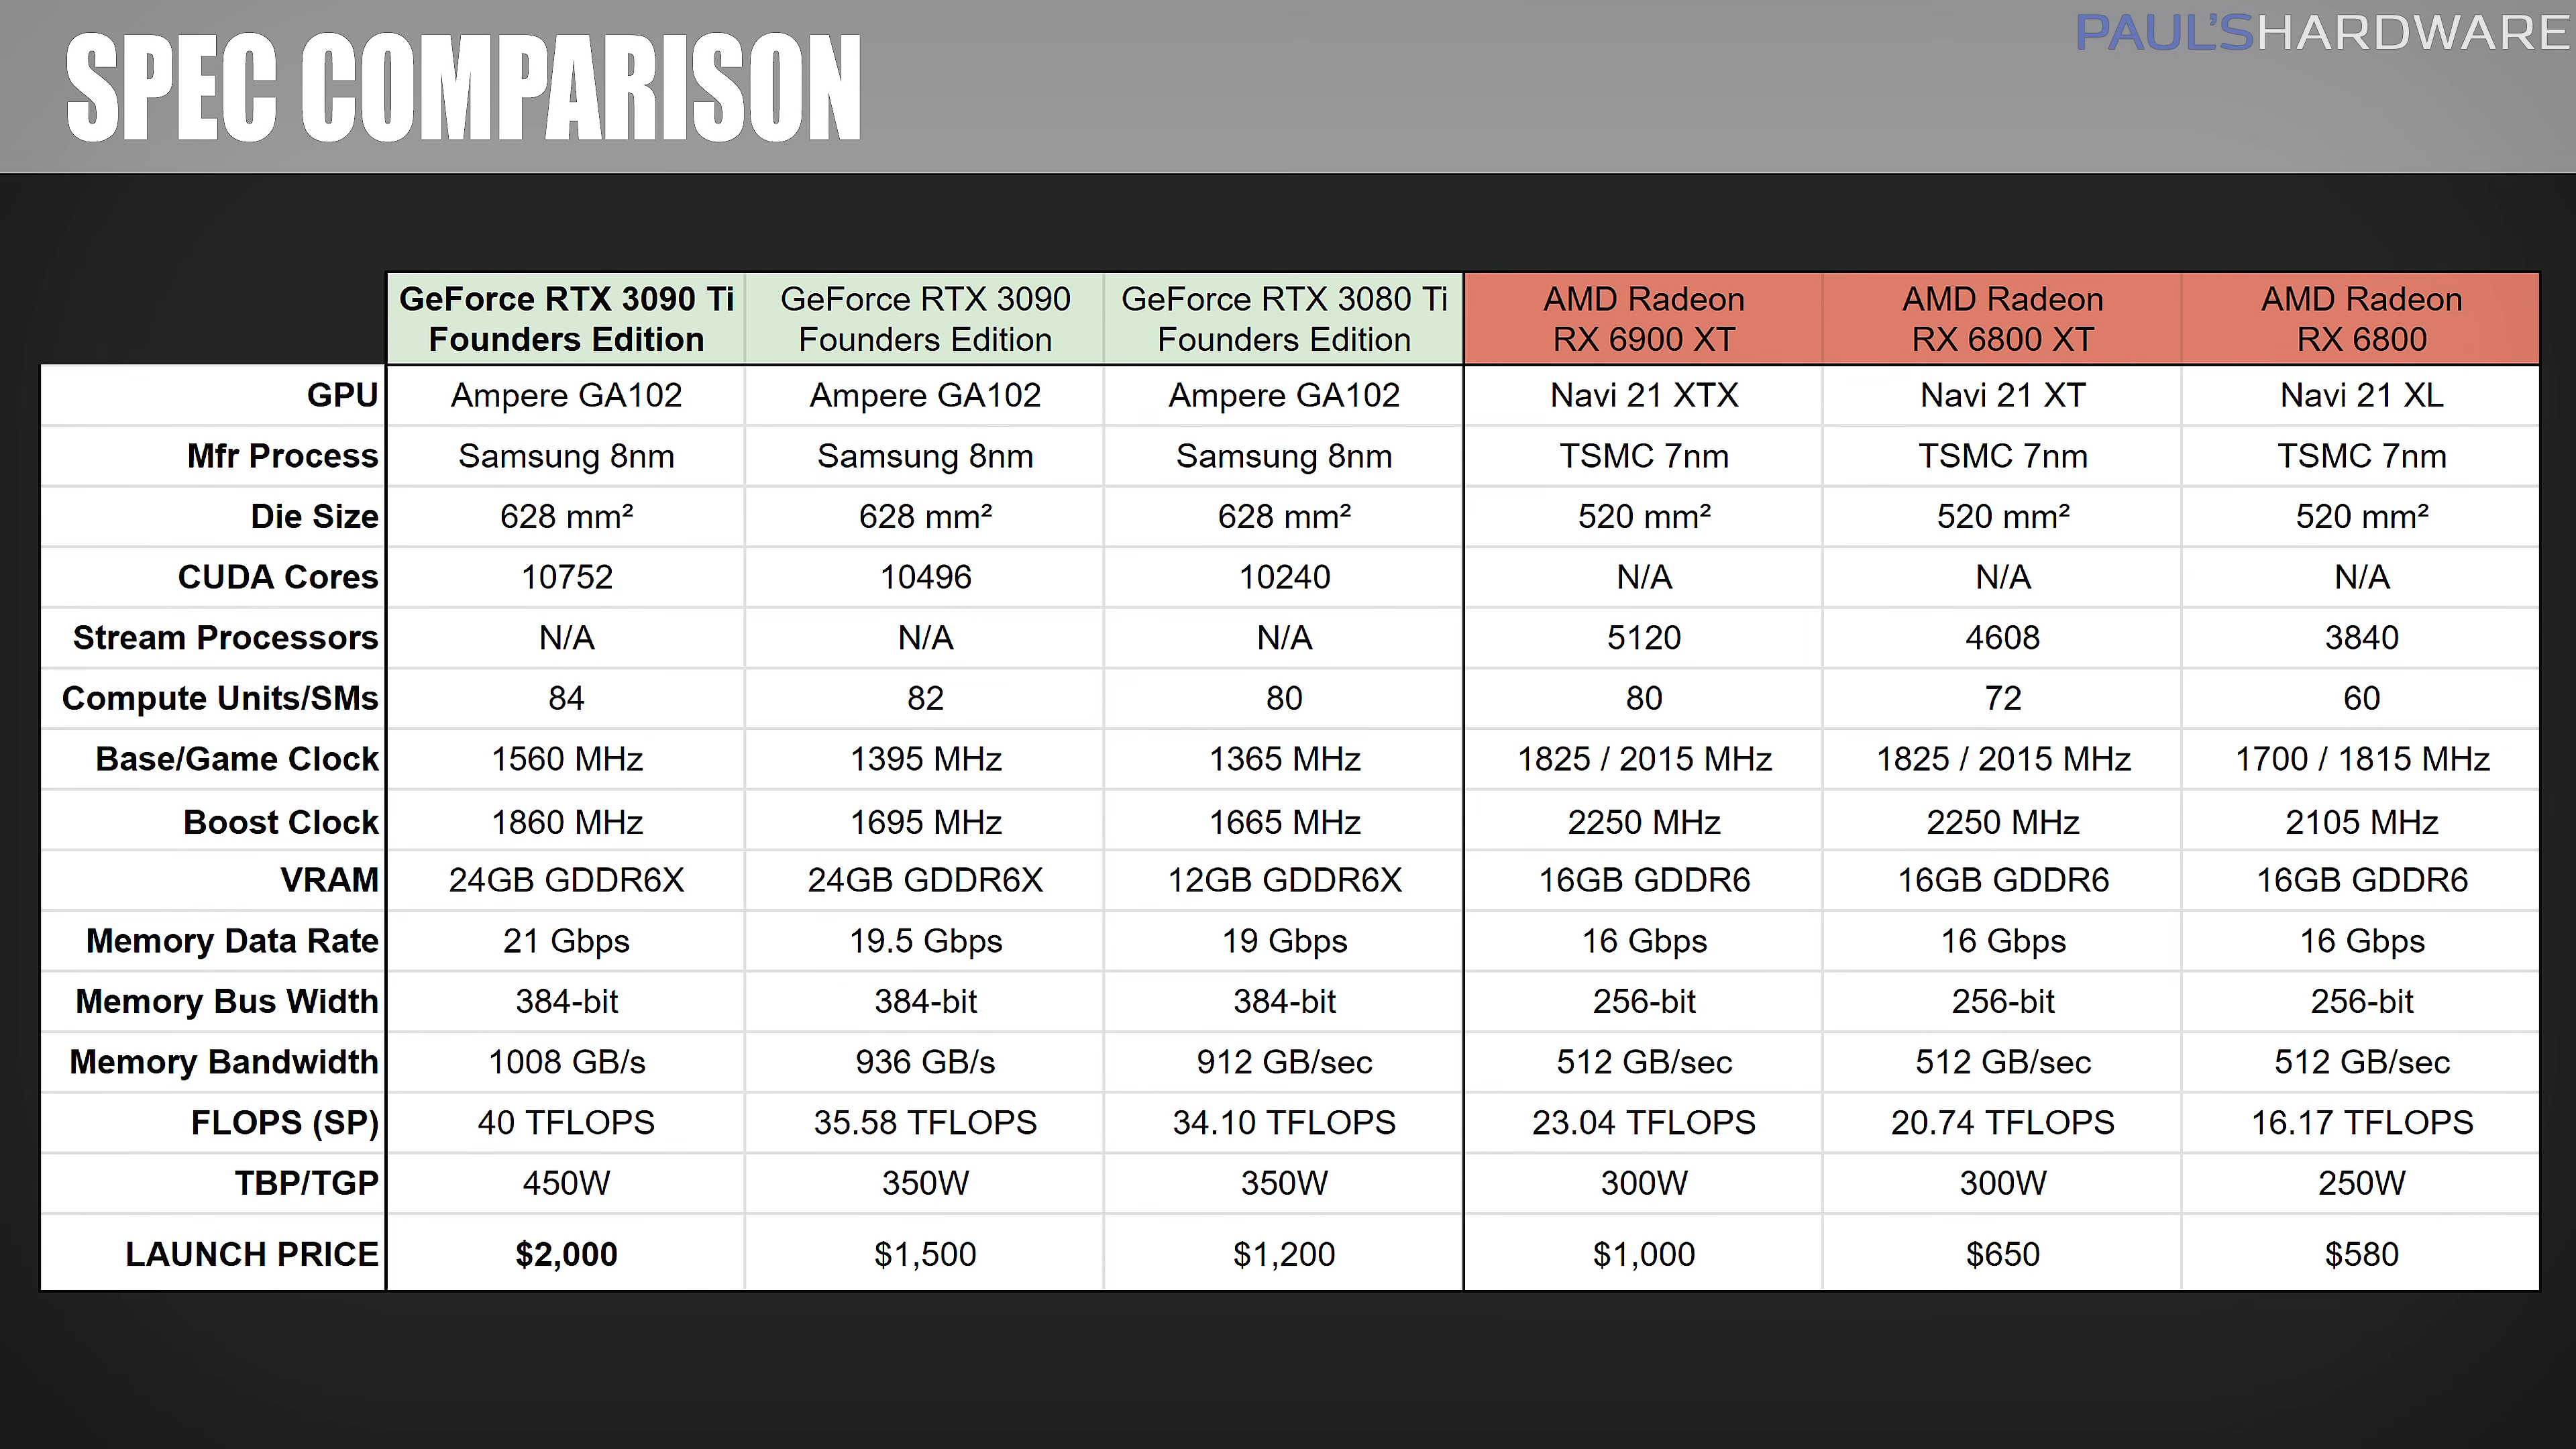 SPEC COMPARISON
PAUL'SHARDWARE
GeForce RTX 3090 Ti Founders Edition GeForce RTX 3090 Founders Edition GeForce RTX 3080 Ti Founders Edition AMD Radeon RX 6900 XT AMD Radeon RX 6800 XT AMD Radeon RX 6800
GPU Ampere GA102 Ampere GA102 Ampere GA102 Navi 21 XTX Navi 21 XT Navi 21 XL
Mfr Process Samsung 8nm Samsung 8nm Samsung 8nm TSMC 7nm TSMC 7nm TSMC 7nm
Die Size 628 mm² 628 mm² 628 mm² 520 mm² 520 mm² 520 mm²
CUDA Cores 10752 10496 10240 N/A N/A N/A
Stream Processors N/A N/A N/A 5120 4608 3840
Compute Units/SMs 84 82 80 80 72 60
Base/Game Clock 1560 MHz 1395 MHz 1365 MHz 1825 / 2015 MHz 1825 / 2015 MHz 1700 / 1815 MHz
Boost Clock 1860 MHz 1695 MHz 1665 MHz 2250 MHz 2250 MHz 2105 MHz
VRAM 24GB GDDR6X 24GB GDDR6X 12GB GDDR6X 16GB GDDR6 16GB GDDR6 16GB GDDR6
Memory Data Rate 21 Gbps 19.5 Gbps 19 Gbps 16 Gbps 16 Gbps 16 Gbps
Memory Bus Width 384-bit 384-bit 384-bit 256-bit 256-bit 256-bit
Memory Bandwidth 1008 GB/s 936 GB/s 912 GB/sec 512 GB/sec 512 GB/sec 512 GB/sec
FLOPS (SP) 40 TFLOPS 35.58 TFLOPS 34.10 TFLOPS 23.04 TFLOPS 20.74 TFLOPS 16.17 TFLOPS
TBP/TGP 450W 350W 350W 300W 300W 250W
LAUNCH PRICE $2,000 $1,500 $1,200 $1,000 $650 $580